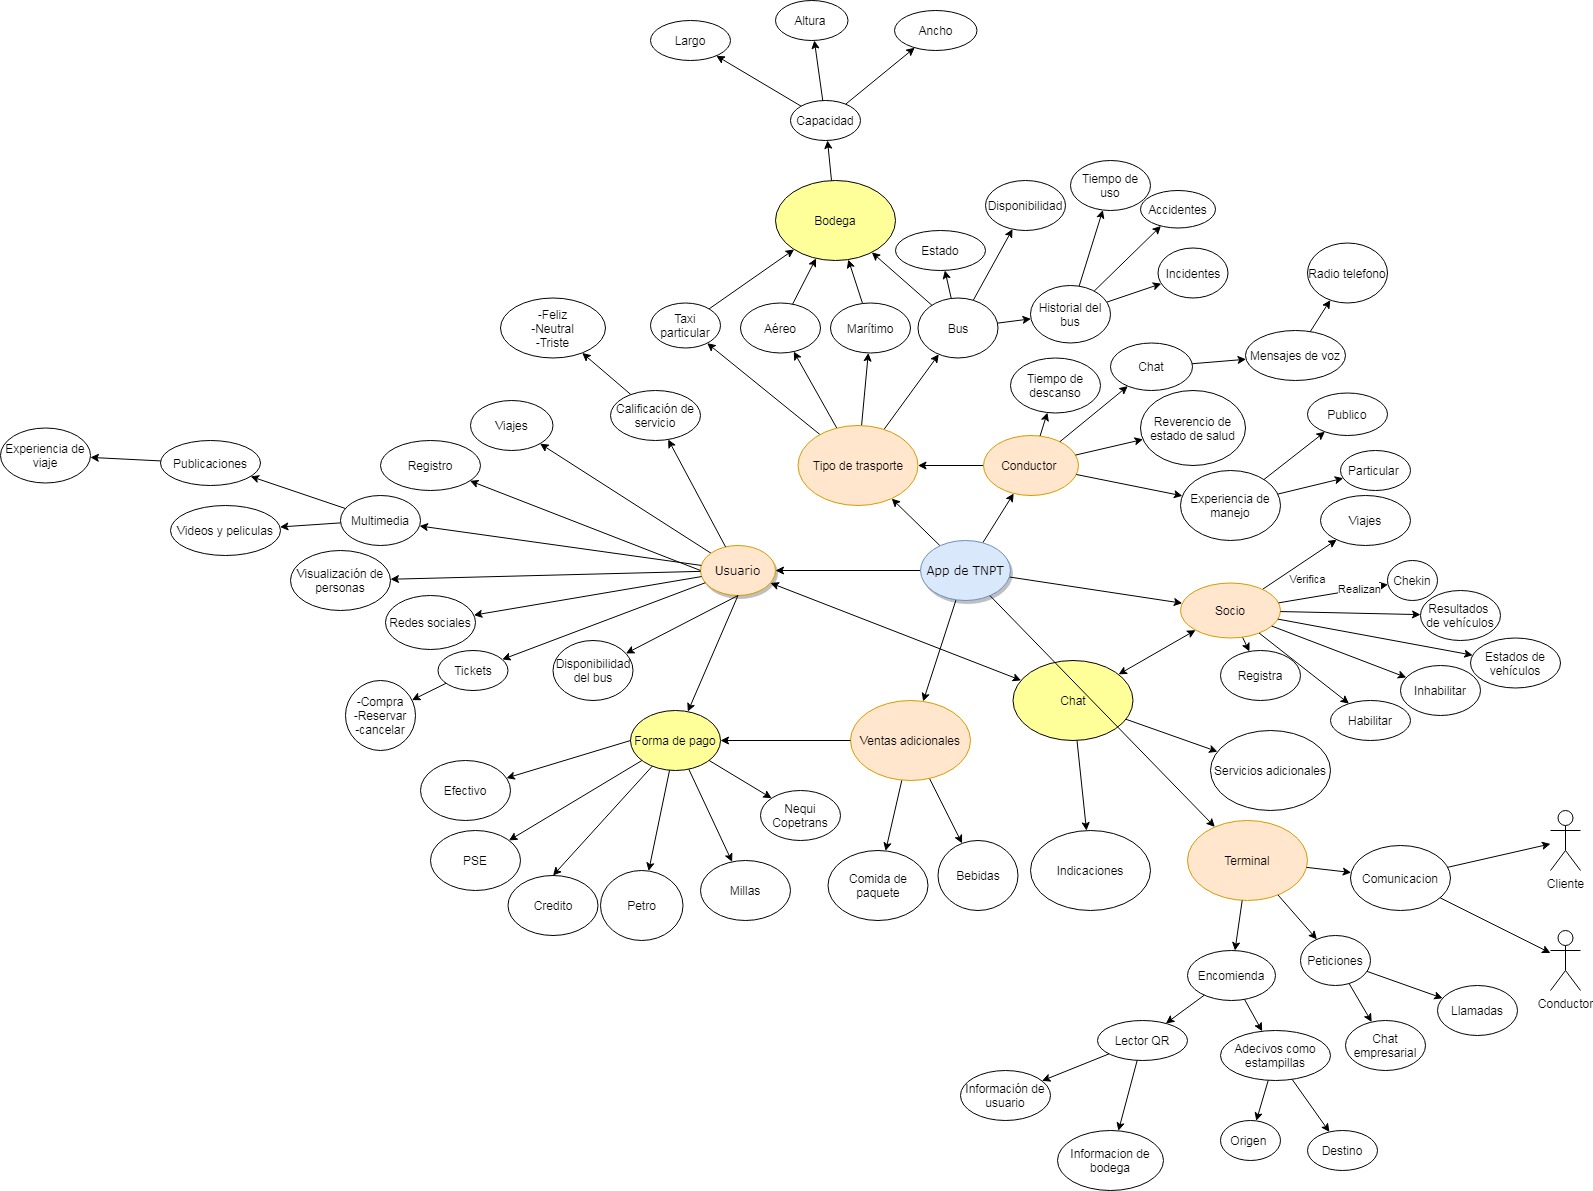 Altura
Ancho
Largo
Capacidad
Bodega
Tiempo de
uso
Disponibilidad
Accidentes
Estado
Incidentes
Radio telefono
Historial del
bus
-Feliz
-Neutral
-Triste
Taxi
particular
Aéreo
Marítimo
Bus
Mensajes de voz
Chat
Tiempo de
descanso
Calificación de
servicio
Viajes
Reverencio de
estado de salud
Publico
Experiencia de
viaje
Publicaciones
Registro
Tipo de trasporte
Conductor
Particular
Experiencia de
manejo
Multimedia
Videos y peliculas
Viajes
Visualización de
personas
Usuario
App de TNPT
Verifica
Realizan
Chekin
Socio
Resultados
de vehículos
Redes sociales
Tickets
Disponibilidad
del bus
Registra
Estados de
vehículos
Inhabilitar
Habilitar
-Compra
-Reservar
-cancelar
Chat
Forma de pago
Ventas adicionales
Servicios adicionales
Efectivo
Nequi
Copetrans
PSE
Credito
Petro
Millas
Comida de
paquete
Bebidas
Indicaciones
Terminal
Comunicacion
Cliente
Encomienda
Peticiones
Conductor
Llamadas
Lector QR
Adecivos como
estampillas
Chat
empresarial
Información de
usuario
Origen
Destino
Informacion de
bodega